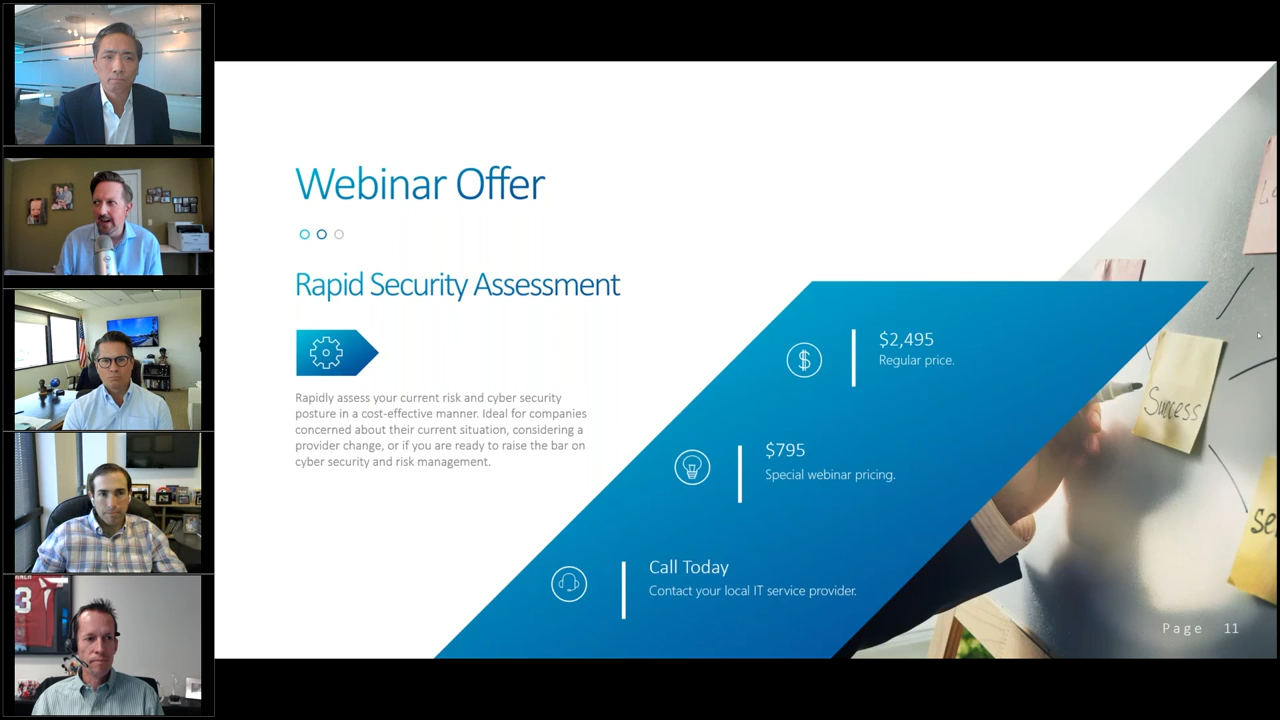 Webinar Offer
Rapid Security Assessment
Rapidly assess your current risk and cyber security
posture in a cost-effective manner. Ideal for companies
concerned about their current situation, considering a
provider change, or if you are ready to raise the bar on
cyber security and risk management.
$2,495
Regular price.
$795
Special webinar pricing.
Call Today
Contact your local IT service provider.
Success
Page 11
3